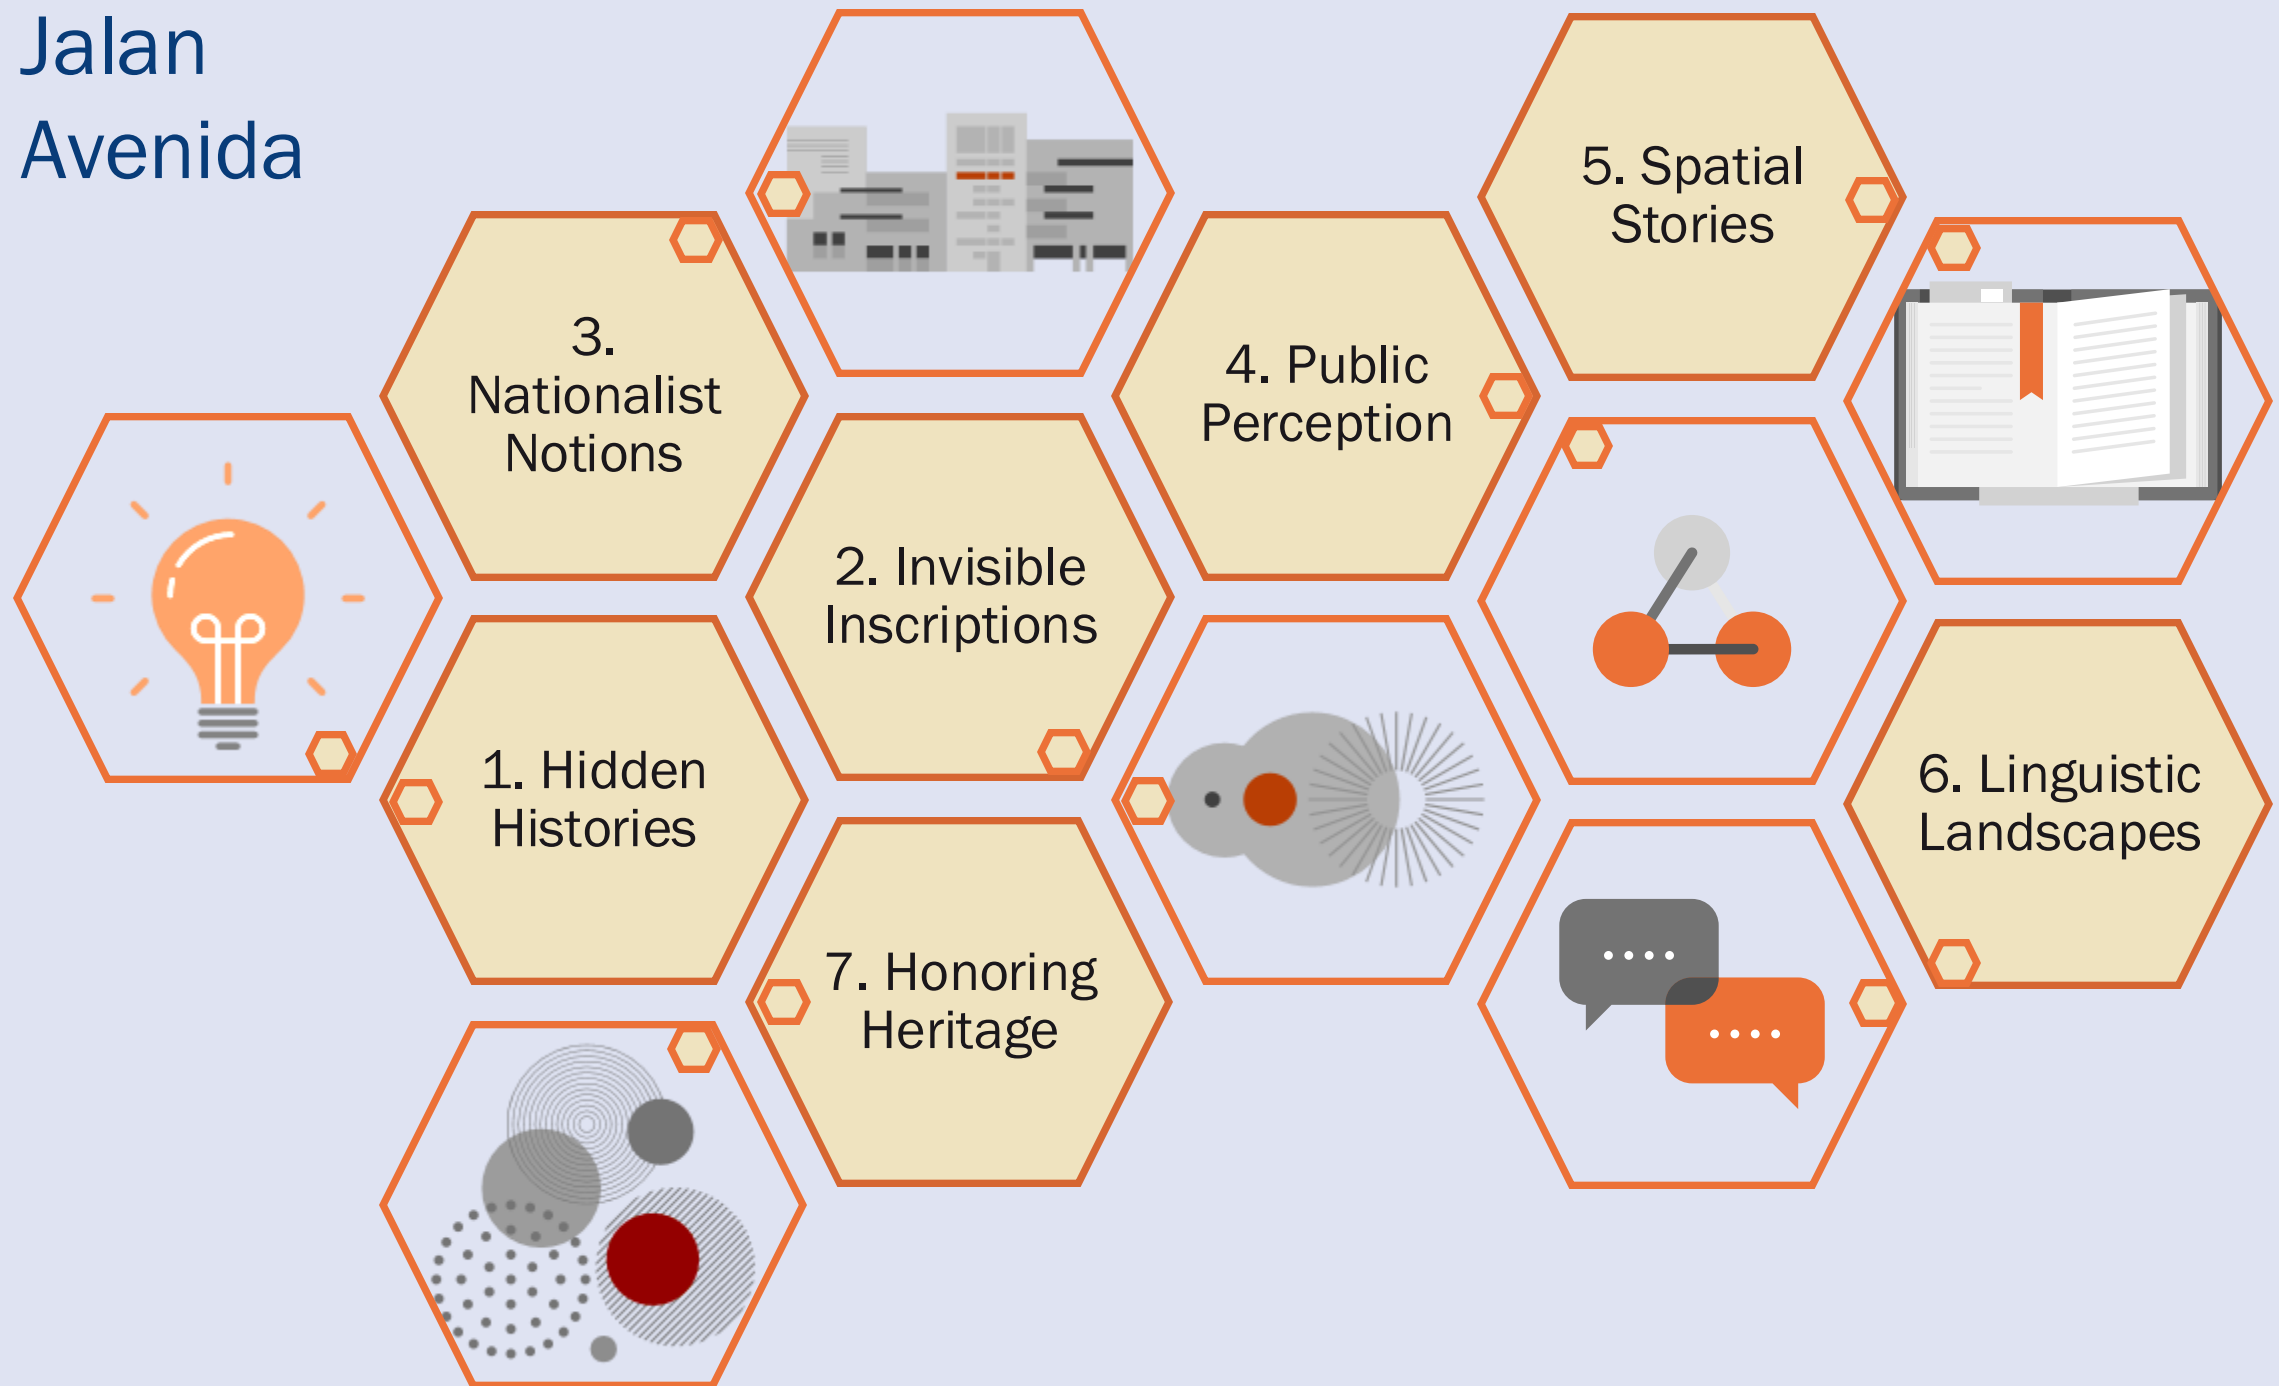 Jalan
Avenida
3.
Nationalist
Notions
5. Spatial
Stories
4. Public
Perception
2. Invisible
Inscriptions
1. Hidden
Histories
6. Linguistic
Landscapes
7. Honoring
Heritage